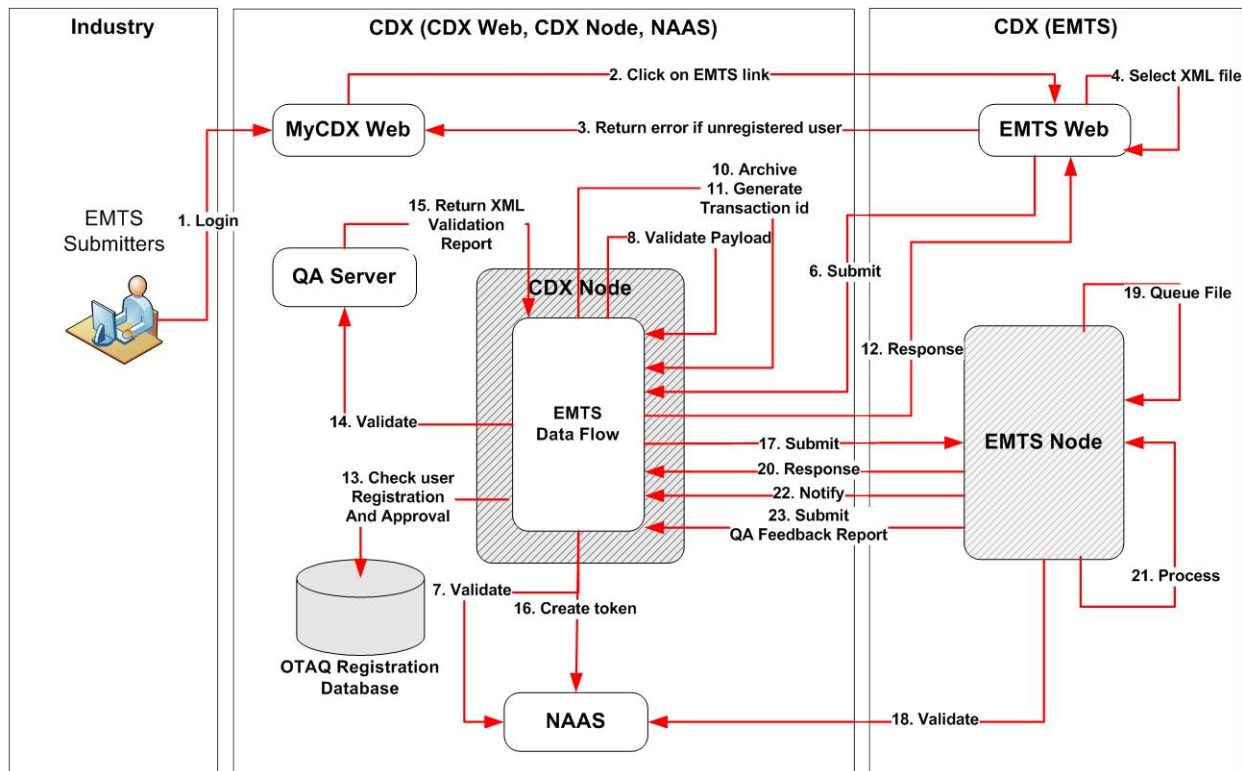 Industry
CDX (CDX Web, CDX Node, NAAS)
CDX (EMTS)
2. Click on EMTS link
4. Select XML file
MyCDX Web
3. Return error if unregistered user
EMTS Web
10. Archive
11. Generate
Transaction id
15. Return XML
Validation
Report
EMTS
Submitters
1. Login
8. Validate Payload
QA Server
6. Submit
CDX Node
19. Queue File
12. Response
EMTS
Data Flow
14. Validate
17. Submit
EMTS Node
20. Response
13. Check user
Registration
And Approval
22. Notify
23. Submit
QA Feedback Report
21. Process
7. Validate
16. Create token
OTAQ Registration
Database
NAAS
18. Validate